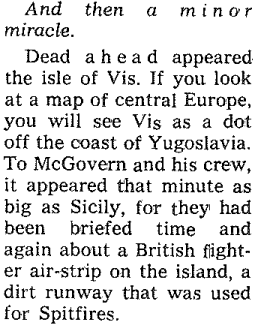 And then a minor
miracle.
Dead ahead appeared
the isle of Vis. If you look
at a map of central Europe,
you will see Vis as a dot
off the coast of Yugoslavia.
To McGovern and his crew,
it appeared that minute as
big as Sicily, for they had
been briefed time and
again about a British fight-
er air-strip on the island, a
dirt runway that was used
for Spitfires.